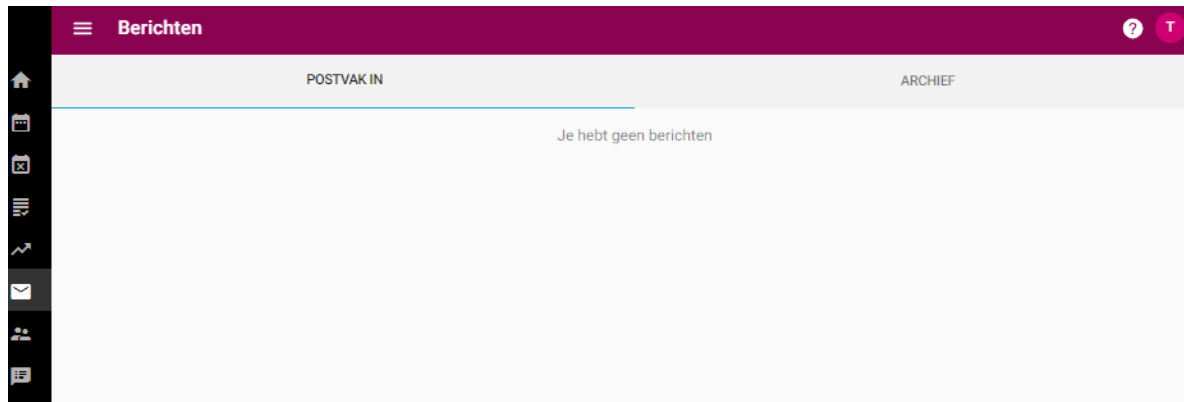 Berichten
?
T
POSTVAK IN
ARCHIEF
Je hebt geen berichten